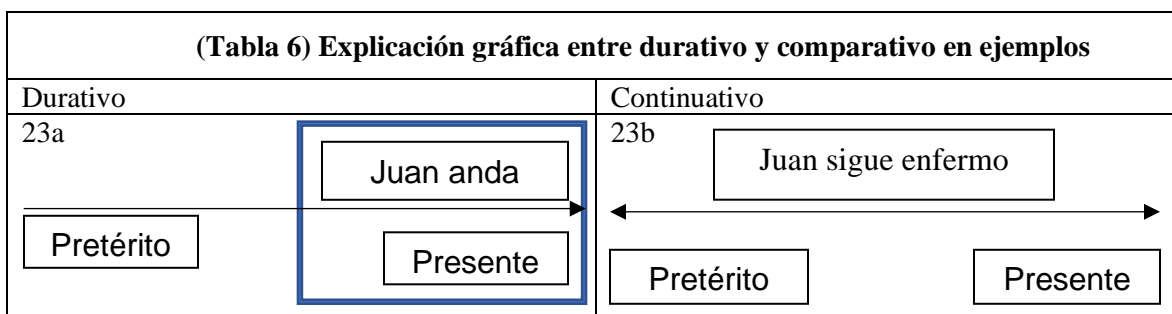 (Tabla 6) Explicación gráfica entre durativo y comparativo en ejemplos
Durativo
Continuativo
23a
Juan anda
Pretérito
Presente
23b
Juan sigue enfermo
Pretérito
Presente